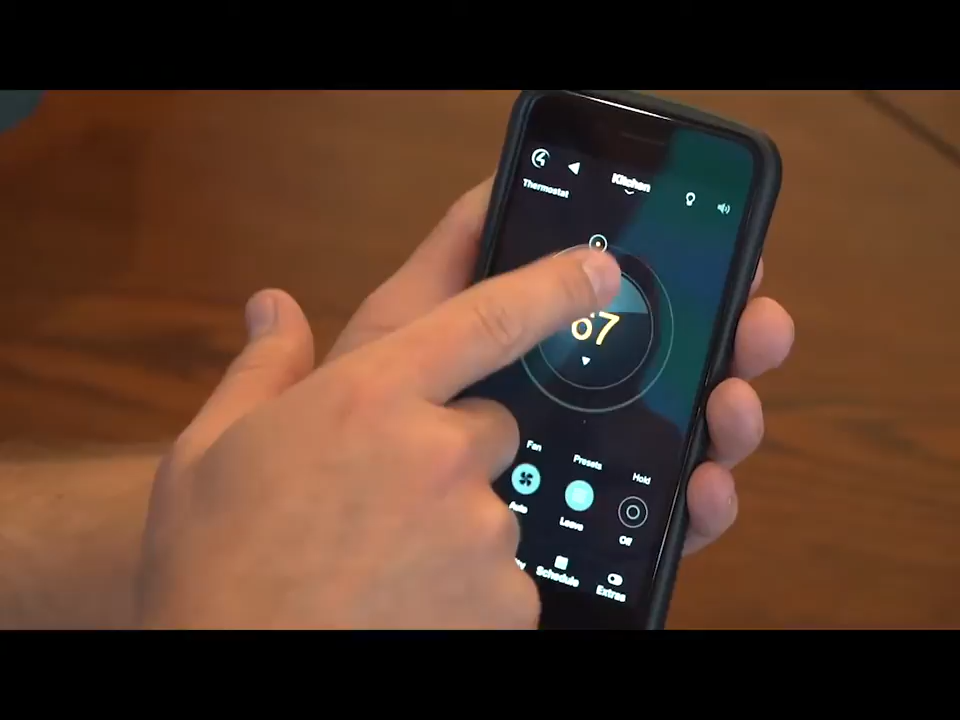 Kitchen
Thermostat
67
Fan
Presets
Hold
Auto
Leave
Off
Schedule
Extras